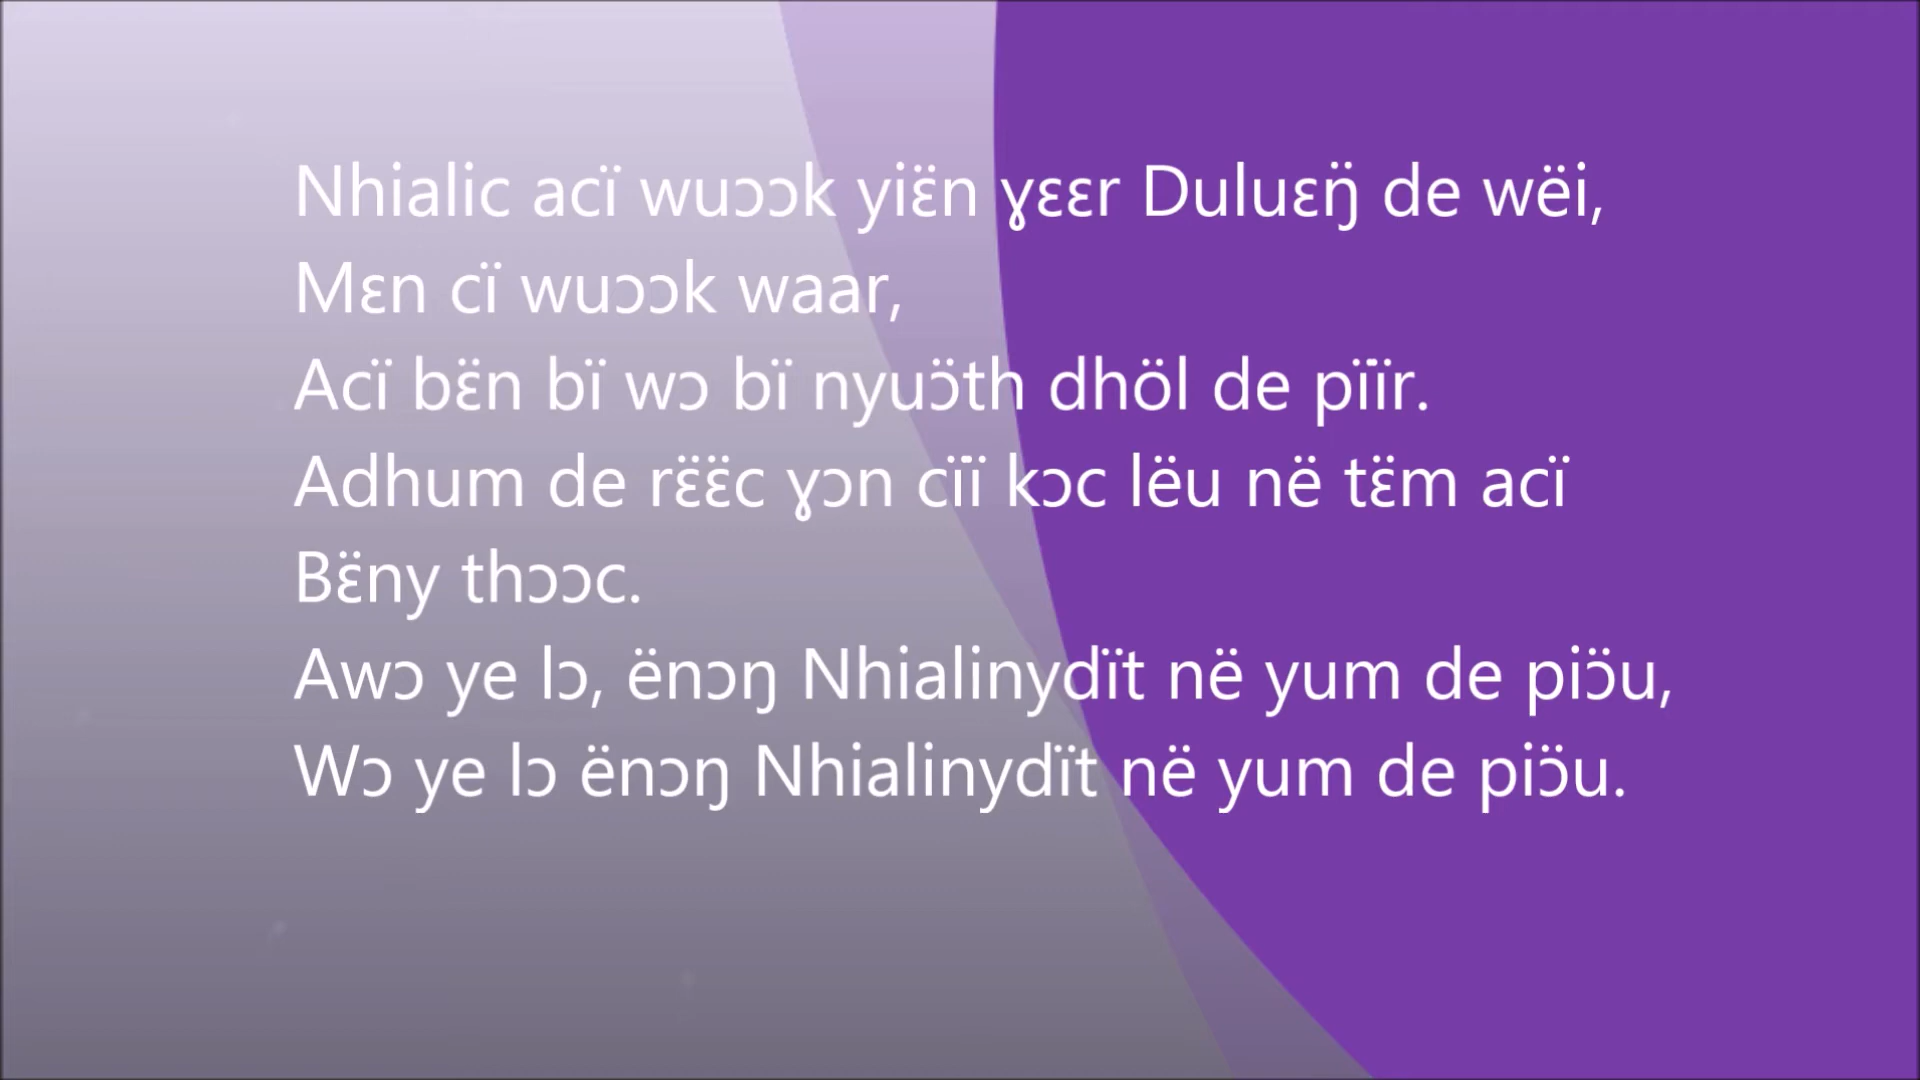 Nhialic acï wuɔɔk yiɛ̈n ɣɛɛr Duluɛŋ̈ de wëi,
Mɛn cï wuɔɔk waar,
Acï bɛ̈n bï wɔ bï nyuɔ̈th dhöl de pïïr.
Adhum de rɛ̈ɛ̈c ɣɔn cïï kɔc lëu në tɛ̈m acï
Bɛ̈ny thɔɔc.
Awɔ ye lɔ, ënɔŋ Nhialinydït në yum de piɔ̈u,
Wɔ ye lɔ ënɔŋ Nhialinydït në yum de piɔ̈u.